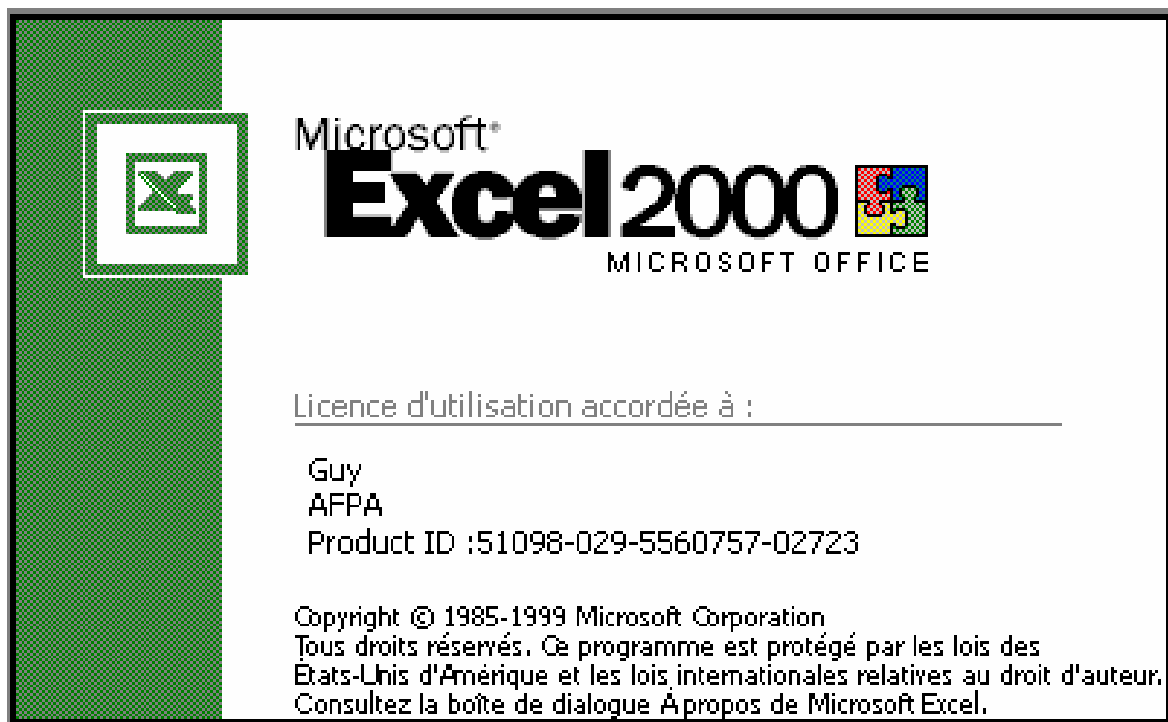 Microsoft®
Excel 2000
MICROSOFT OFFICE
Licence d'utilisation accordée à :
Guy
AFPA
Product ID :51098-029-5560757-02723
Copyright © 1985-1999 Microsoft Corporation
Tous droits réservés. Ce programme est protégé par les lois des
États-Unis d'Amérique et les lois internationales relatives au droit d'auteur.
Consultez la boîte de dialogue À propos de Microsoft Excel.